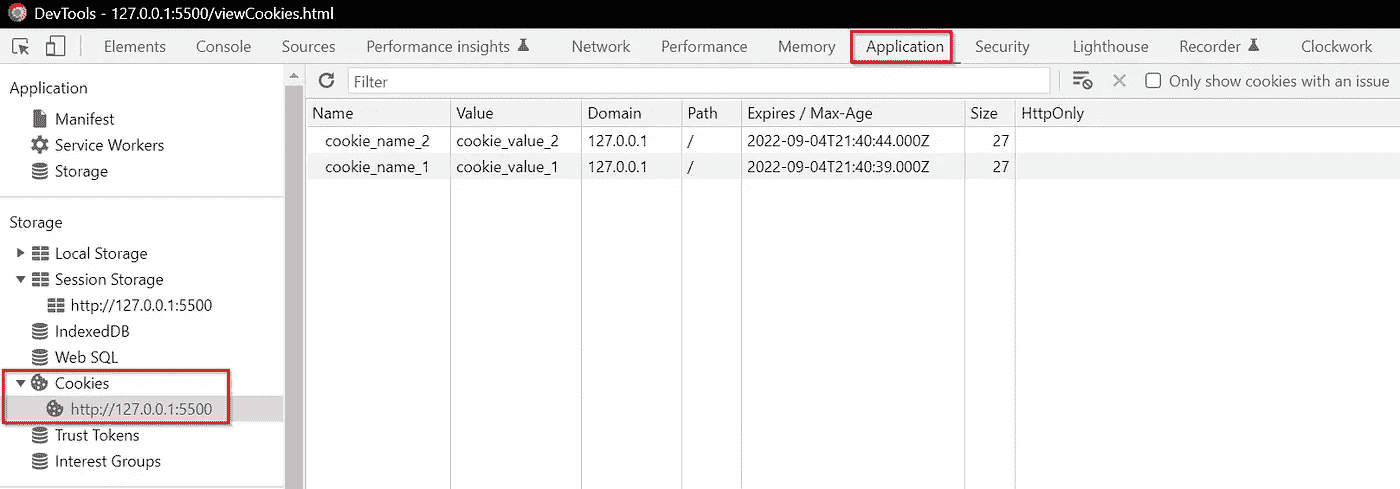 DevTools - 127.0.0.1:5500/viewCookies.html
Elements Console Sources Performance insights Network Performance Memory Application Security Lighthouse Recorder Clockwork
Application
Manifest
Service Workers
Storage
Storage
Local Storage
Session Storage
http://127.0.0.1:5500
IndexedDB
Web SQL
Cookies
http://127.0.0.1:5500
Trust Tokens
Interest Groups
Filter Only show cookies with an issue
Name Value Domain Path Expires / Max-Age Size HttpOnly
cookie_name_2 cookie_value_2 127.0.0.1 / 2022-09-04T21:40:44.000Z 27
cookie_name_1 cookie_value_1 127.0.0.1 / 2022-09-04T21:40:39.000Z 27